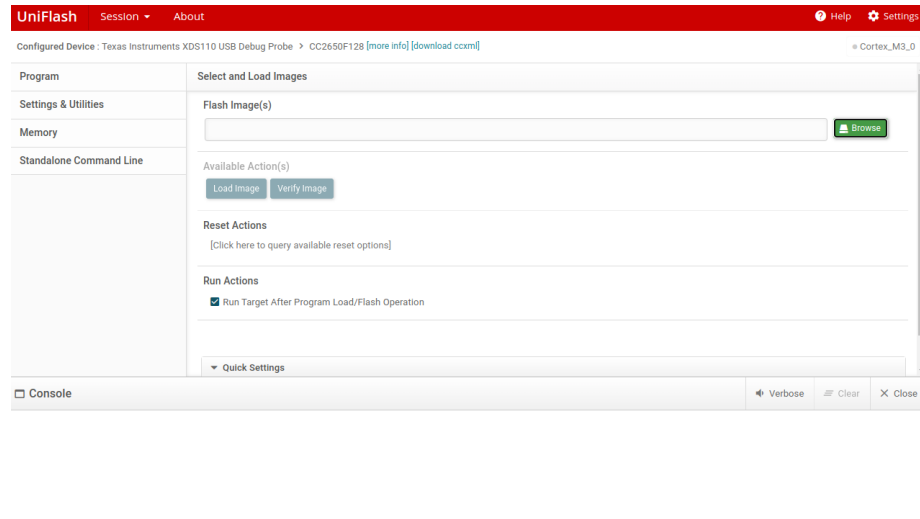 UniFlash Session About Help Settings
Configured Device : Texas Instruments XDS110 USB Debug Probe > CC2650F128 [more info] [download ccxml] Cortex_M3_0
Program
Settings & Utilities
Memory
Standalone Command Line
Select and Load Images
Flash Image(s)
Browse
Available Action(s)
Load Image Verify Image
Reset Actions
[Click here to query available reset options]
Run Actions
Run Target After Program Load/Flash Operation
Quick Settings
Console Verbose Clear Close